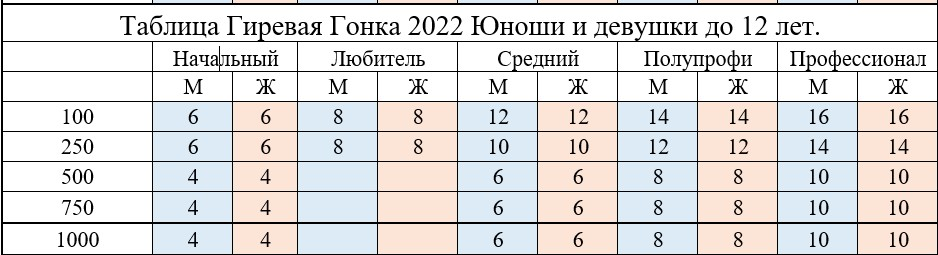 Таблица Гиревая Гонка 2022 Юноши и девушки до 12 лет.
Начальный Любитель Средний Полупрофи Профессионал
М Ж М Ж М Ж М Ж М Ж
100 6 6 8 8 12 12 14 14 16 16
250 6 6 8 8 10 10 12 12 14 14
500 4 4 6 6 8 8 10 10
750 4 4 6 6 8 8 10 10
1000 4 4 6 6 8 8 10 10